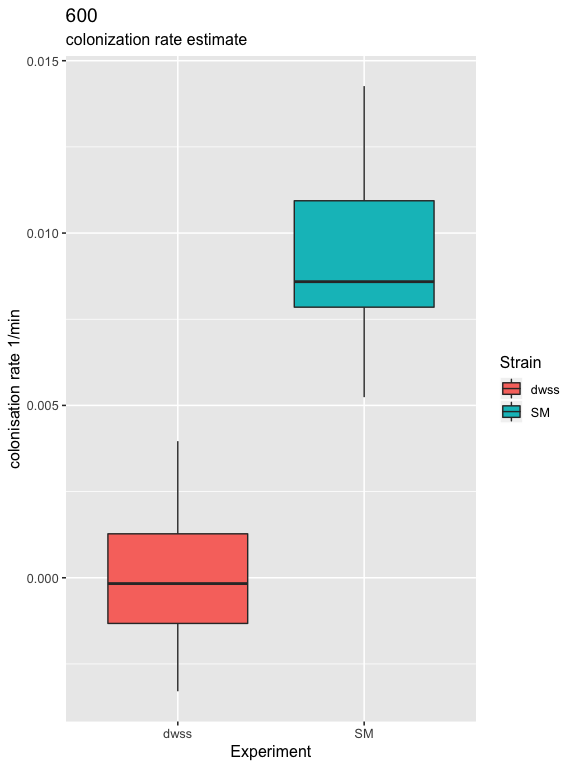 600
colonization rate estimate
0.015
0.010
0.005
0.000
colonisation rate 1/min
dwss
SM
Experiment
Strain
dwss
SM